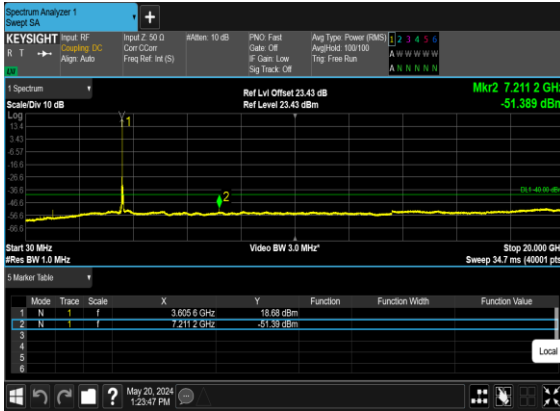 Spectrum Analyzer 1
Swept SA
+
KEYSIGHT Input: RF Input Z: 50 Ω #Atten: 10 dB PNO: Fast Avg Type: Power (RMS) 1 2 3 4 5 6
R T Coupling: DC Corr CCorr Gate: Off Avg|Hold: 100/100 A W W W W W
Align: Auto Freq Ref: Int (S) IF Gain: Low Trig: Free Run
Sig Track: Off A N N N N N
1 Spectrum Mkr2 7.211 2 GHz
Ref Lvl Offset 23.43 dB
Scale/Div 10 dB Ref Level 23.43 dBm -51.389 dBm
Log
13.4
3.43
-6.57
-16.6
-26.6
-36.6
-46.6
-56.6
-66.6
1
2
DL1 -40.00 dBm
Start 30 MHz Video BW 3.0 MHz* Stop 20.000 GHz
#Res BW 1.0 MHz Sweep 34.7 ms (40001 pts)
5 Marker Table
Mode Trace Scale X Y Function Function Width Function Value
1 N 1 f 3.605 6 GHz 18.68 dBm
2 N 1 f 7.211 2 GHz -51.39 dBm
3
4
5
6
Local
? May 20, 2024
1:23:47 PM